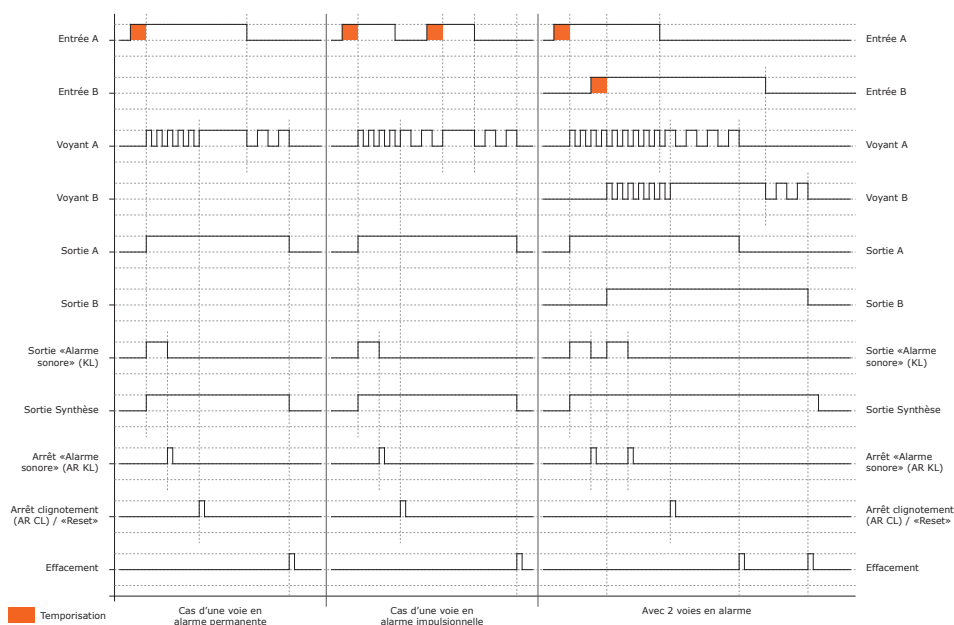 Entrée A
Entrée A
Entrée B
Entrée B
Voyant A
Voyant A
Voyant B
Voyant B
Sortie A
Sortie A
Sortie B
Sortie B
Sortie «Alarme
sonore» (KL)
Sortie «Alarme
sonore» (KL)
Sortie Synthèse
Sortie Synthèse
Arrêt «Alarme
sonore» (AR KL)
Arrêt «Alarme
sonore» (AR KL)
Arrêt clignotement
(AR CL) / «Reset»
Arrêt clignotement
(AR CL) / «Reset»
Effacement
Effacement
Temporisation
Cas d'une voie en
alarme permanente
Cas d'une voie en
alarme impulsionnelle
Avec 2 voies en alarme